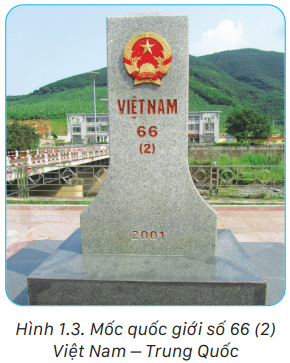 VIỆT NAM
66
(2)
2001
Hình 1.3. Mốc quốc giới số 66 (2)
Việt Nam – Trung Quốc